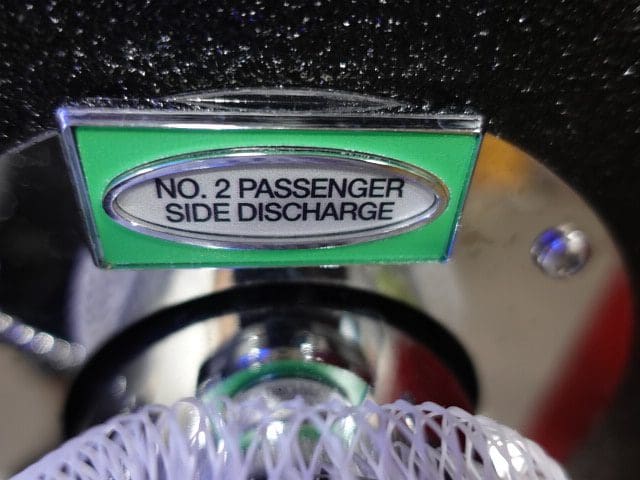 NO. 2 PASSENGER
SIDE DISCHARGE